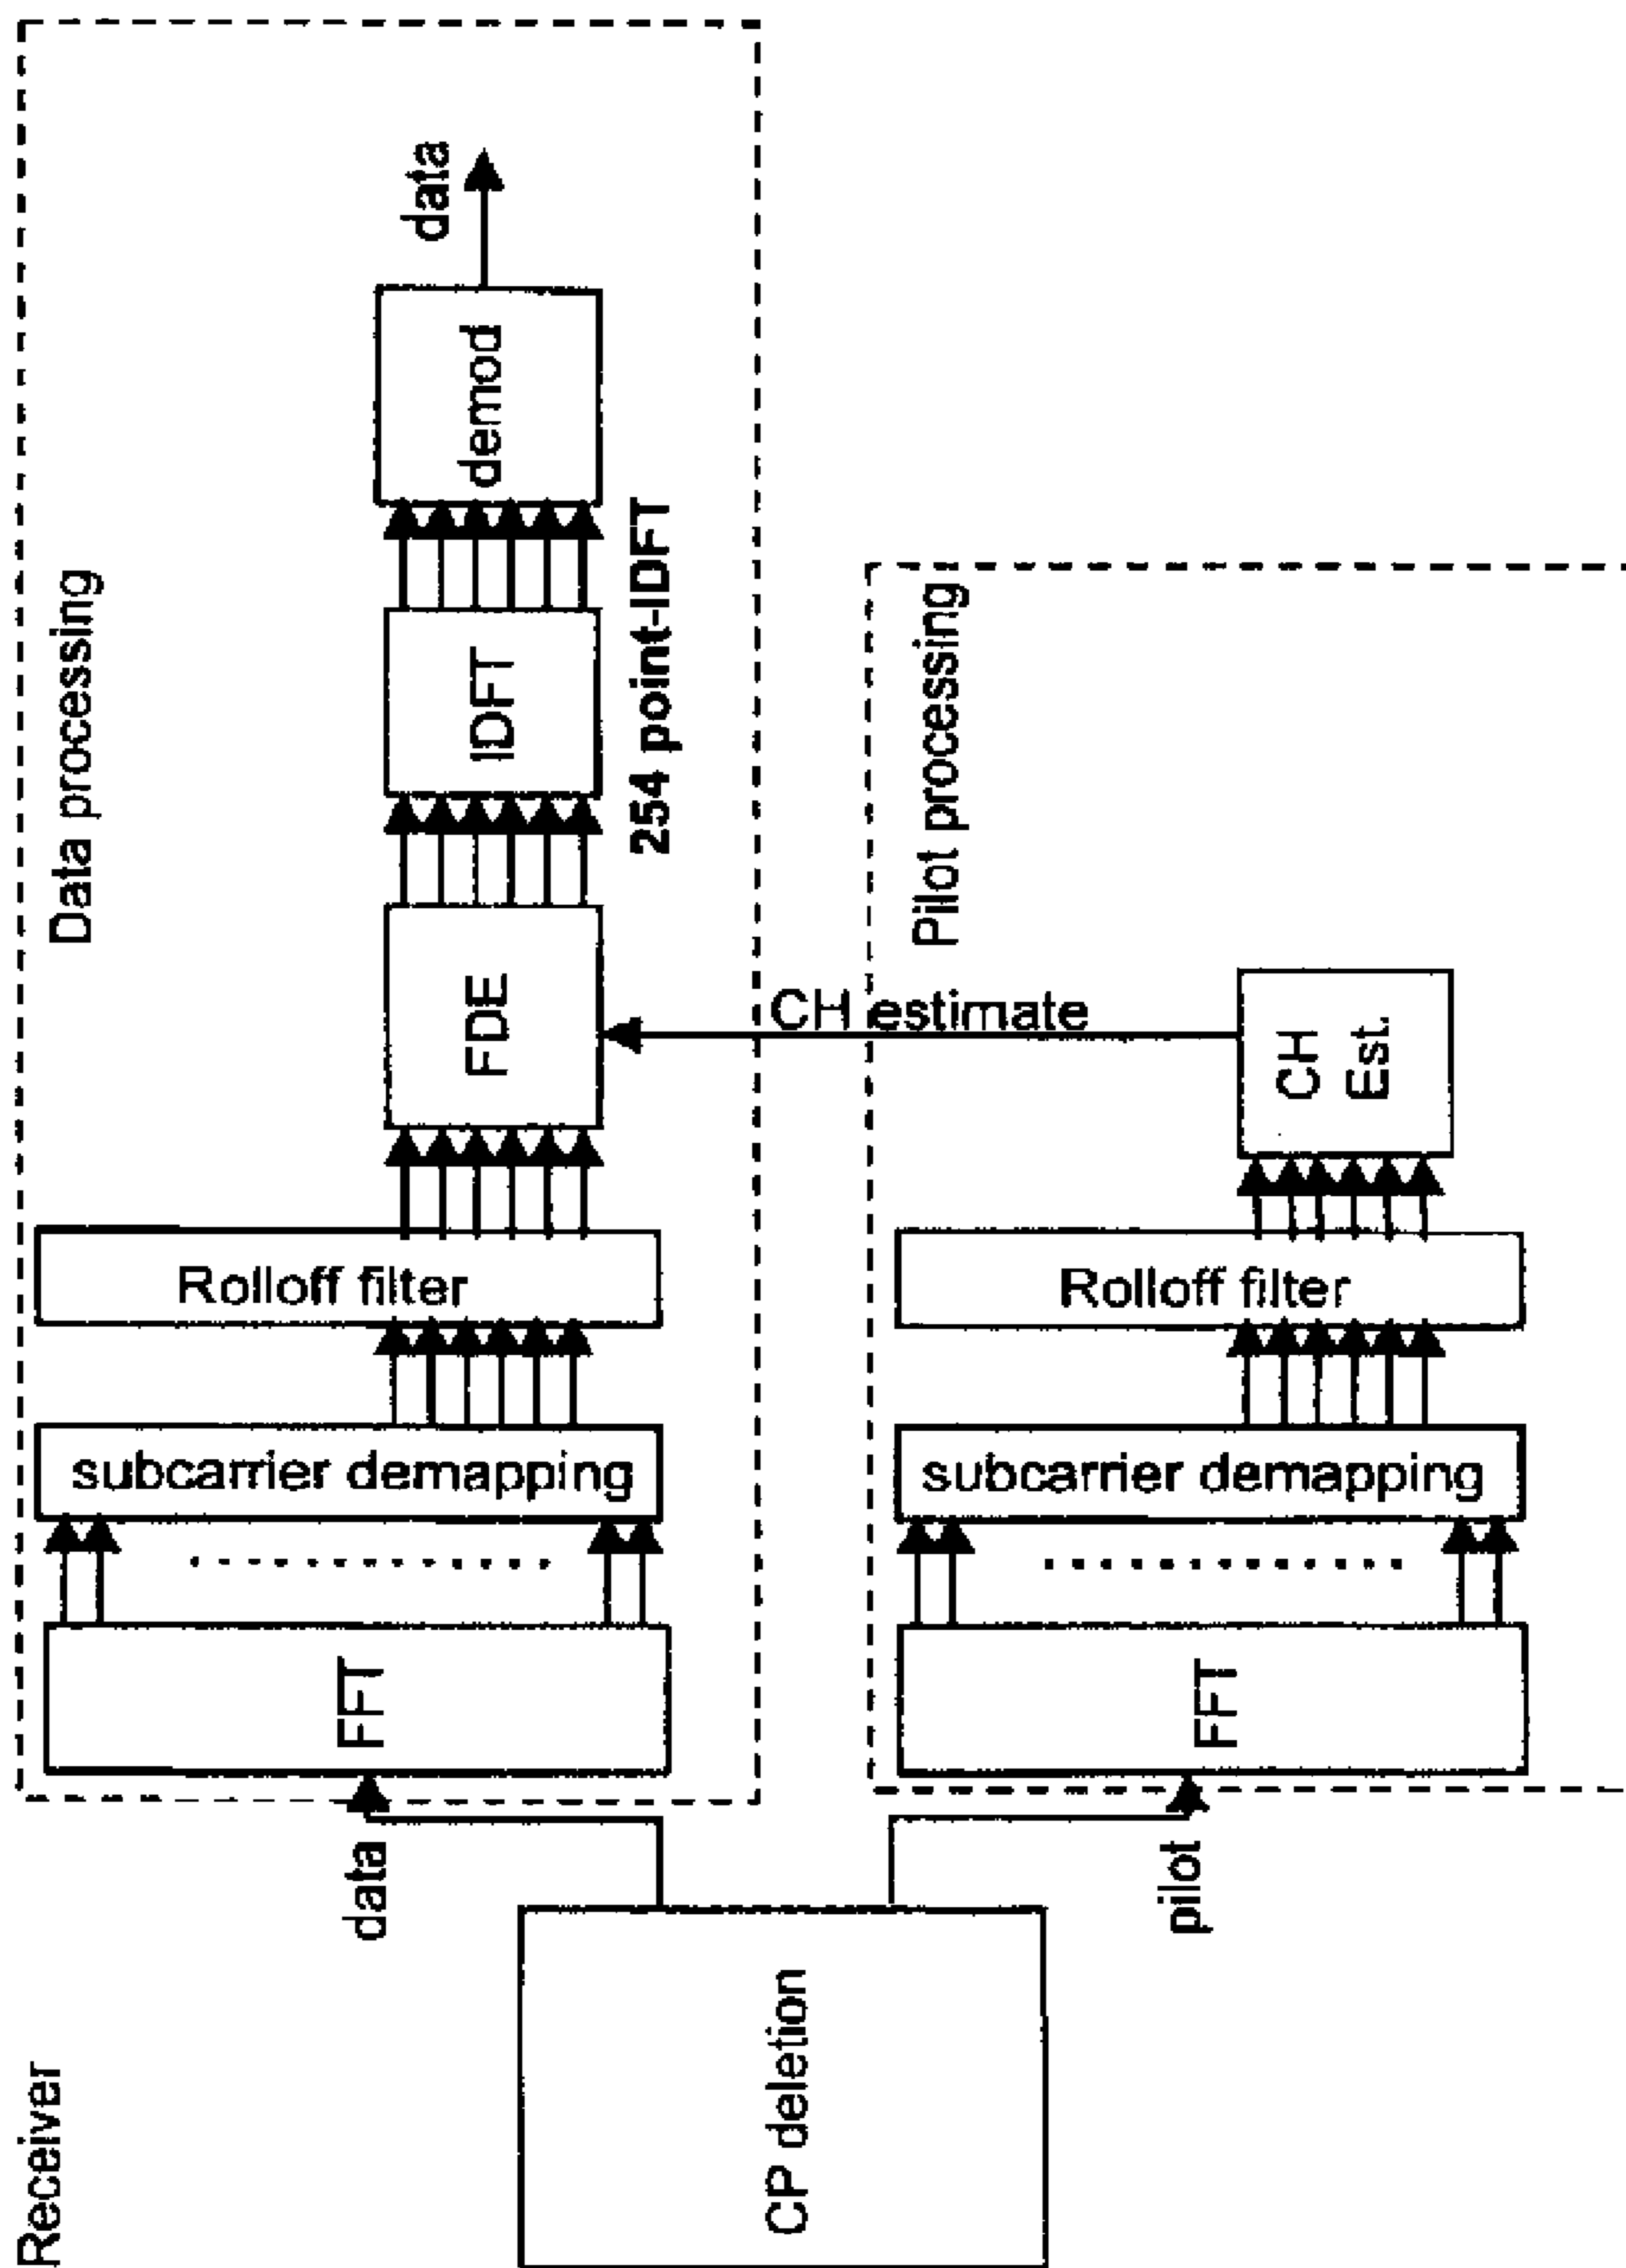 Receiver
CP deletion
data
pilot
Data processing
FFT
subcarrier demapping
Rolloff filter
FDE
IDFT
254 point-IDFT
demod
data
CH estimate
Pilot processing
FFT
subcarrier demapping
Rolloff filter
CH
Est.